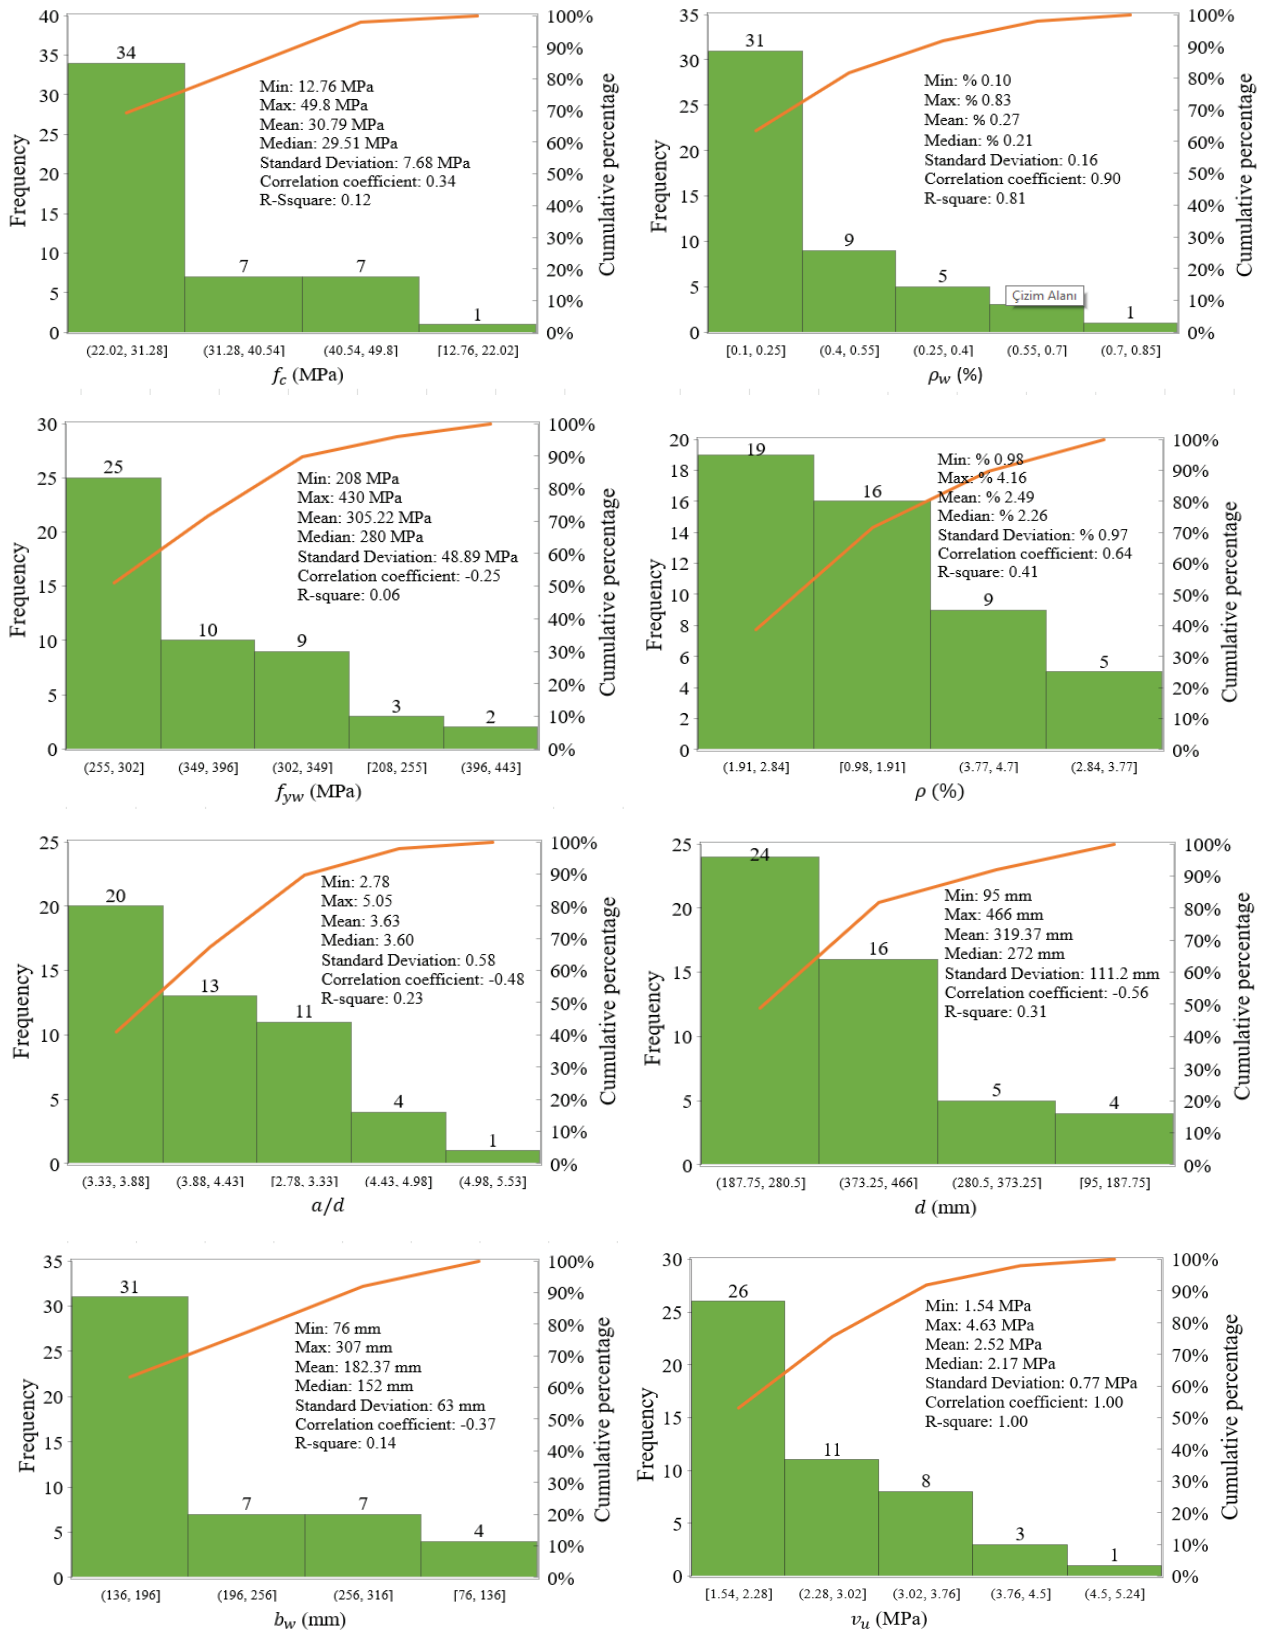 40
35
30
25
20
15
10
5
0
Frequency
34
7
7
1
Min: 12.76 MPa
Max: 49.8 MPa
Mean: 30.79 MPa
Median: 29.51 MPa
Standard Deviation: 7.68 MPa
Correlation coefficient: 0.34
R-Ssquare: 0.12
100%
90%
80%
70%
60%
50%
40%
30%
20%
10%
0%
Cumulative percentage
(22.02, 31.28] (31.28, 40.54] (40.54, 49.8] [12.76, 22.02]
f_c (MPa)
35
30
25
20
15
10
5
0
Frequency
31
9
5
1
Min: % 0.10
Max: % 0.83
Mean: % 0.27
Median: % 0.21
Standard Deviation: 0.16
Correlation coefficient: 0.90
R-square: 0.81
Çizim Alanı
100%
90%
80%
70%
60%
50%
40%
30%
20%
10%
0%
Cumulative percentage
[0.1, 0.25] (0.4, 0.55] (0.25, 0.4] (0.55, 0.7] (0.7, 0.85]
ρ_w (%)
30
25
20
15
10
5
0
Frequency
25
10
9
3
2
Min: 208 MPa
Max: 430 MPa
Mean: 305.22 MPa
Median: 280 MPa
Standard Deviation: 48.89 MPa
Correlation coefficient: -0.25
R-square: 0.06
100%
90%
80%
70%
60%
50%
40%
30%
20%
10%
0%
Cumulative percentage
(255, 302] (349, 396] (302, 349] [208, 255] (396, 443]
f_yw (MPa)
20
18
16
14
12
10
8
6
4
2
0
Frequency
19
16
9
5
Min: % 0.98
Max: % 4.16
Mean: % 2.49
Median: % 2.26
Standard Deviation: % 0.97
Correlation coefficient: 0.64
R-square: 0.41
100%
90%
80%
70%
60%
50%
40%
30%
20%
10%
0%
Cumulative percentage
(1.91, 2.84] [0.98, 1.91] (3.77, 4.7] (2.84, 3.77]
ρ (%)
25
20
15
10
5
0
Frequency
20
13
11
4
1
Min: 2.78
Max: 5.05
Mean: 3.63
Median: 3.60
Standard Deviation: 0.58
Correlation coefficient: -0.48
R-square: 0.23
100%
90%
80%
70%
60%
50%
40%
30%
20%
10%
0%
Cumulative percentage
(3.33, 3.88] (3.88, 4.43] [2.78, 3.33] (4.43, 4.98] (4.98, 5.53]
a/d
25
20
15
10
5
0
Frequency
24
16
5
4
Min: 95 mm
Max: 466 mm
Mean: 319.37 mm
Median: 272 mm
Standard Deviation: 111.2 mm
Correlation coefficient: -0.56
R-square: 0.31
100%
90%
80%
70%
60%
50%
40%
30%
20%
10%
0%
Cumulative percentage
(187.75, 280.5] (373.25, 466] (280.5, 373.25] [95, 187.75]
d (mm)
35
30
25
20
15
10
5
0
Frequency
31
7
7
4
Min: 76 mm
Max: 307 mm
Mean: 182.37 mm
Median: 152 mm
Standard Deviation: 63 mm
Correlation coefficient: -0.37
R-square: 0.14
100%
90%
80%
70%
60%
50%
40%
30%
20%
10%
0%
Cumulative percentage
(136, 196] (196, 256] (256, 316] [76, 136]
b_w (mm)
30
25
20
15
10
5
0
Frequency
26
11
8
3
1
Min: 1.54 MPa
Max: 4.63 MPa
Mean: 2.52 MPa
Median: 2.17 MPa
Standard Deviation: 0.77 MPa
Correlation coefficient: 1.00
R-square: 1.00
100%
90%
80%
70%
60%
50%
40%
30%
20%
10%
0%
Cumulative percentage
[1.54, 2.28] (2.28, 3.02] (3.02, 3.76] (3.76, 4.5] (4.5, 5.24]
v_u (MPa)